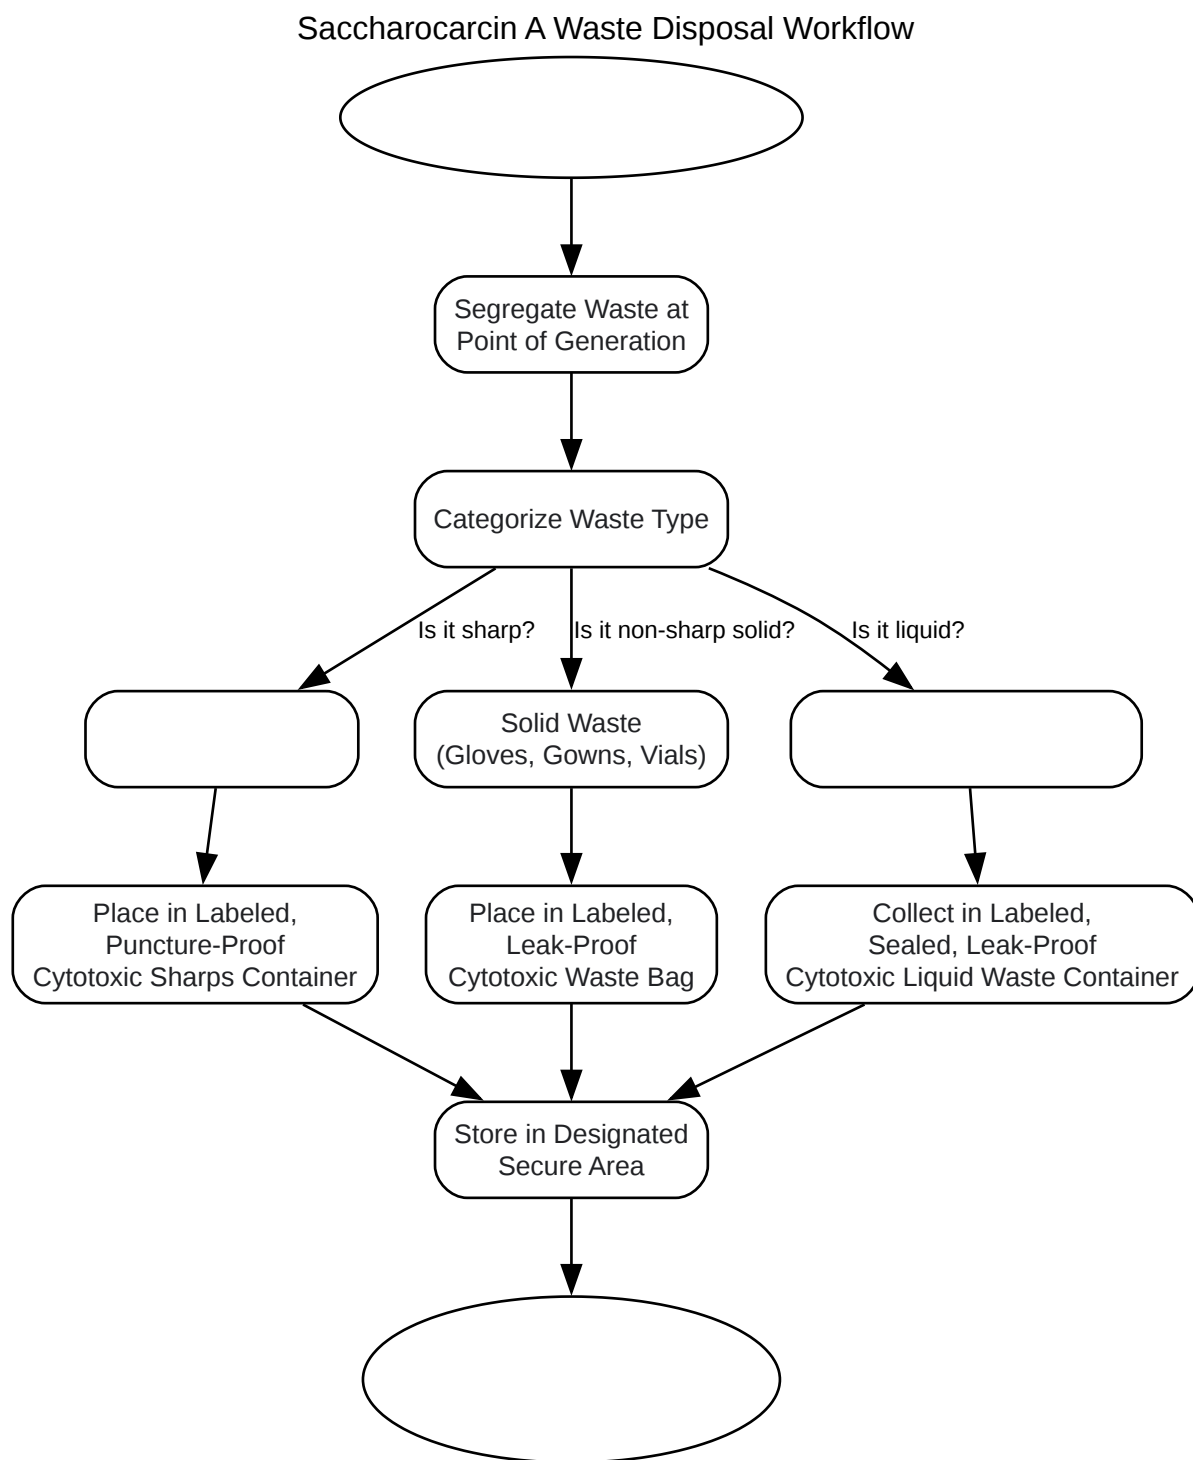 Saccharocarcin A Waste Disposal Workflow
Segregate Waste at
Point of Generation
Categorize Waste Type
Is it sharp?
Is it non-sharp solid?
Is it liquid?
Solid Waste
(Gloves, Gowns, Vials)
Place in Labeled,
Puncture-Proof
Cytotoxic Sharps Container
Place in Labeled,
Leak-Proof
Cytotoxic Waste Bag
Collect in Labeled,
Sealed, Leak-Proof
Cytotoxic Liquid Waste Container
Store in Designated
Secure Area